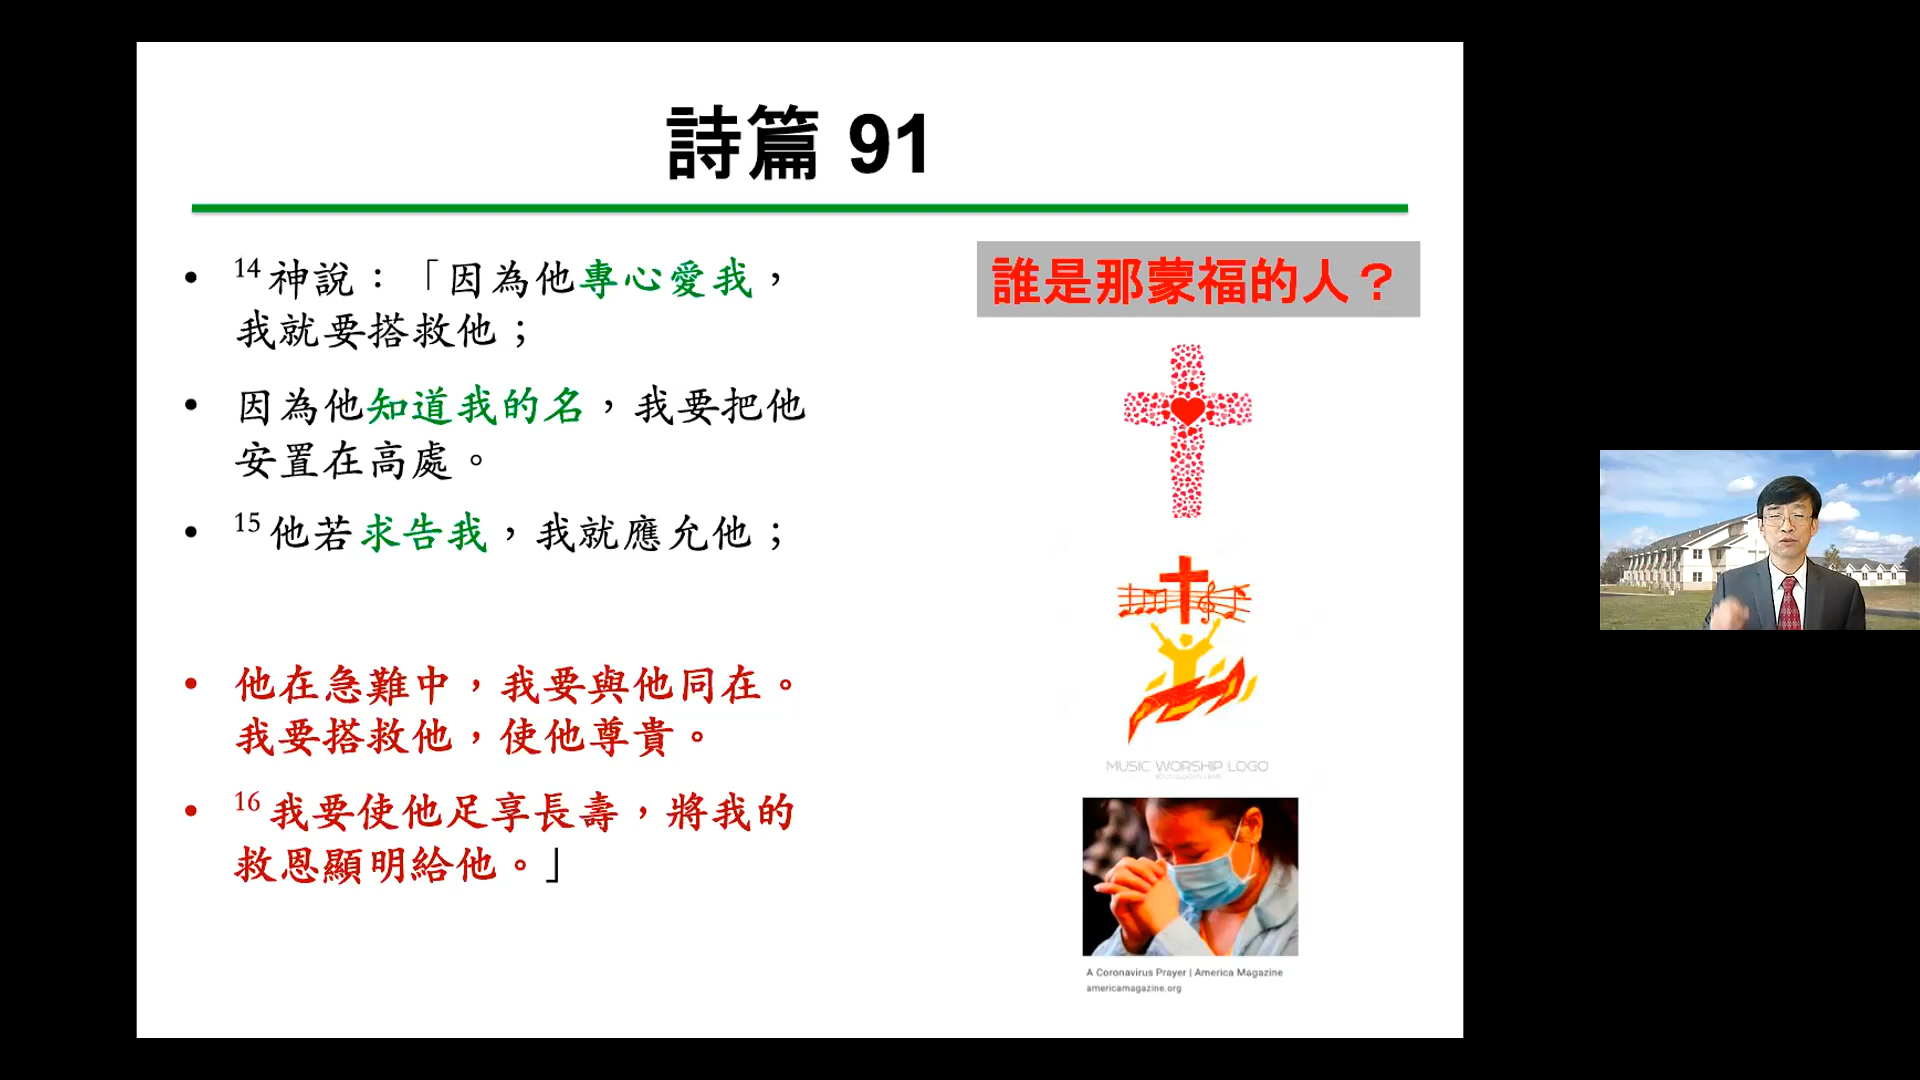 詩篇 91
14 神說：「因為他專心愛我，
我就要搭救他；
因為他知道我的名，我要把他
安置在高處。
15 他若求告我，我就應允他；
他在急難中，我要與他同在。
我要搭救他，使他尊貴。
16 我要使他足享長壽，將我的
救恩顯明給他。」
誰是那蒙福的人？
MUSIC WORSHIP LOGO
A Coronavirus Prayer | America Magazine
americamagazine.org